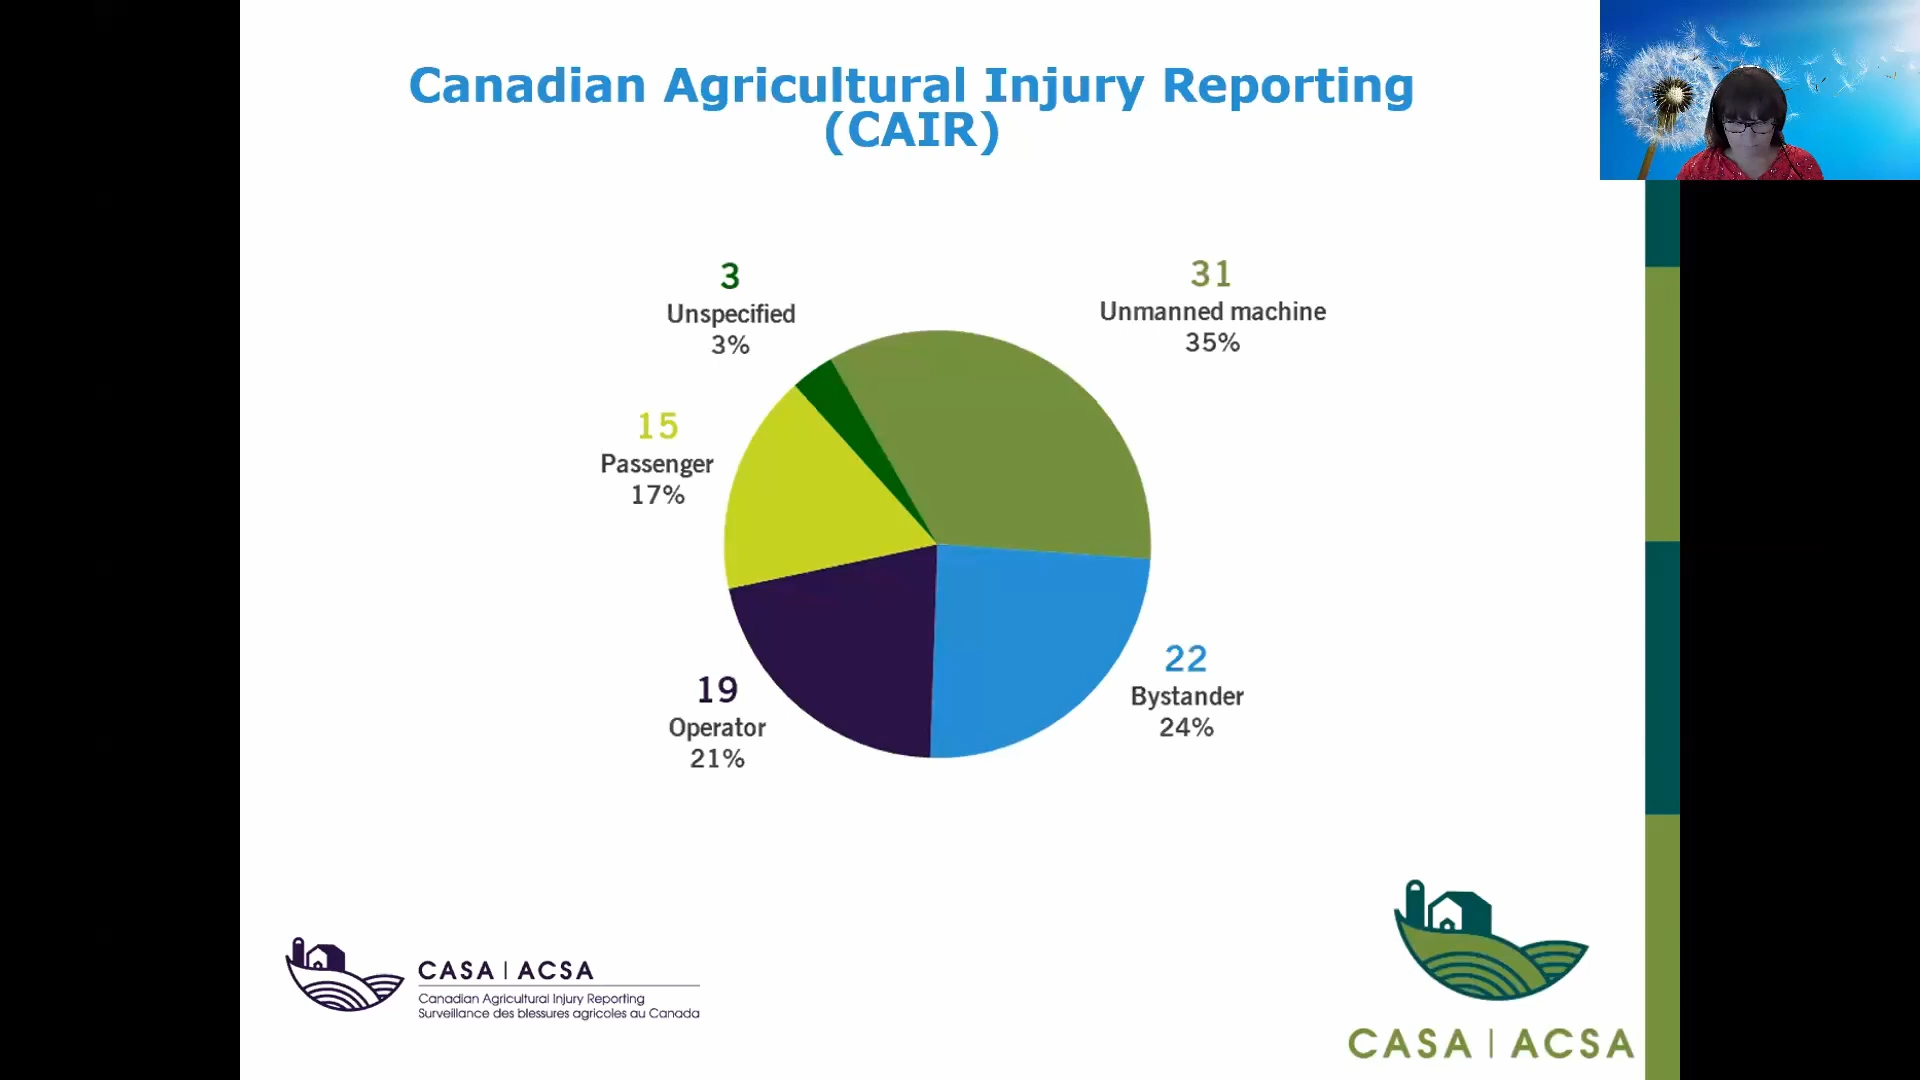 Canadian Agricultural Injury Reporting
(CAIR)
3
Unspecified
3%
31
Unmanned machine
35%
15
Passenger
17%
19
Operator
21%
22
Bystander
24%
CASA | ACSA
Canadian Agricultural Injury Reporting
Surveillance des blessures agricoles au Canada
CASA | ACSA